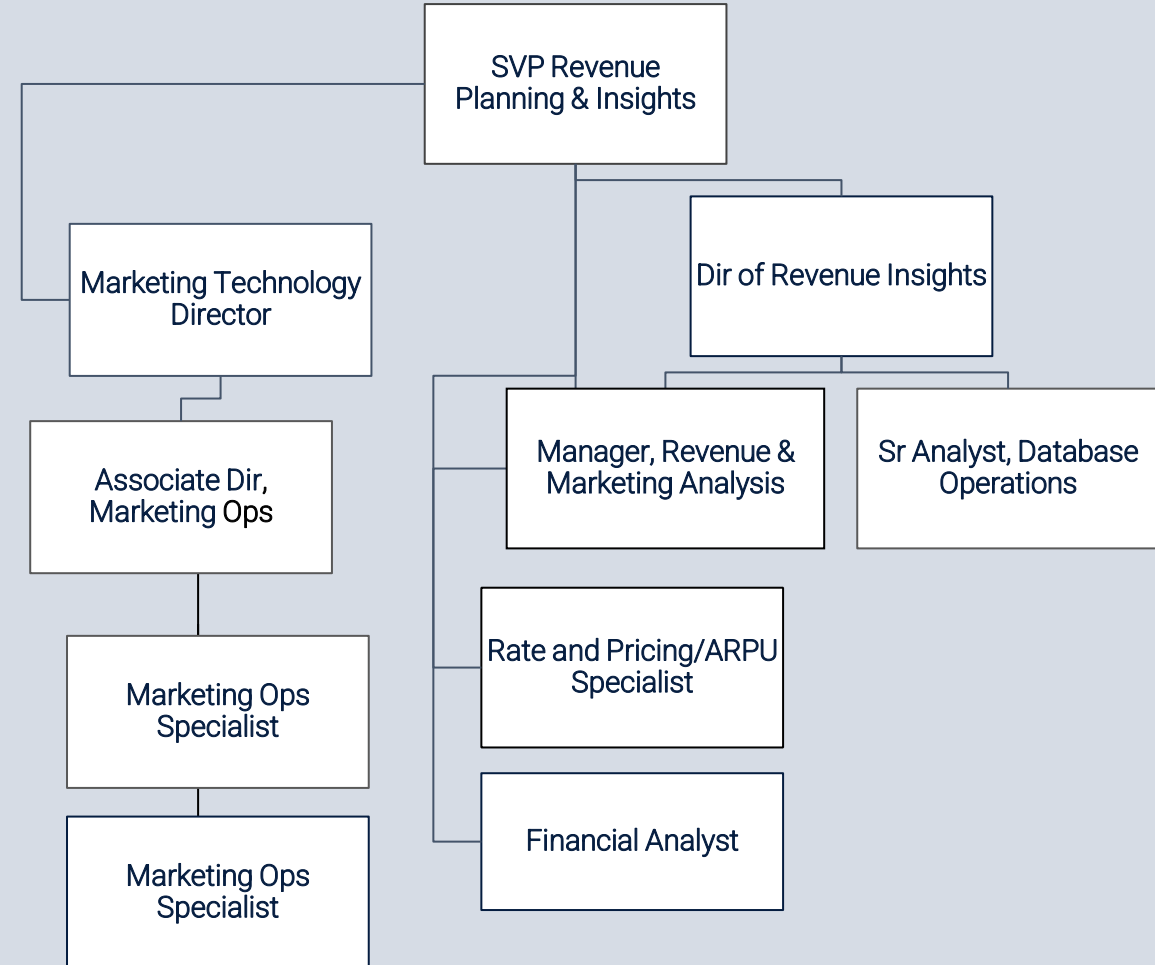 SVP Revenue
Planning & Insights
Marketing Technology
Director
Dir of Revenue Insights
Associate Dir,
Marketing Ops
Manager, Revenue &
Marketing Analysis
Sr Analyst, Database
Operations
Marketing Ops
Specialist
Rate and Pricing/ARPU
Specialist
Marketing Ops
Specialist
Financial Analyst